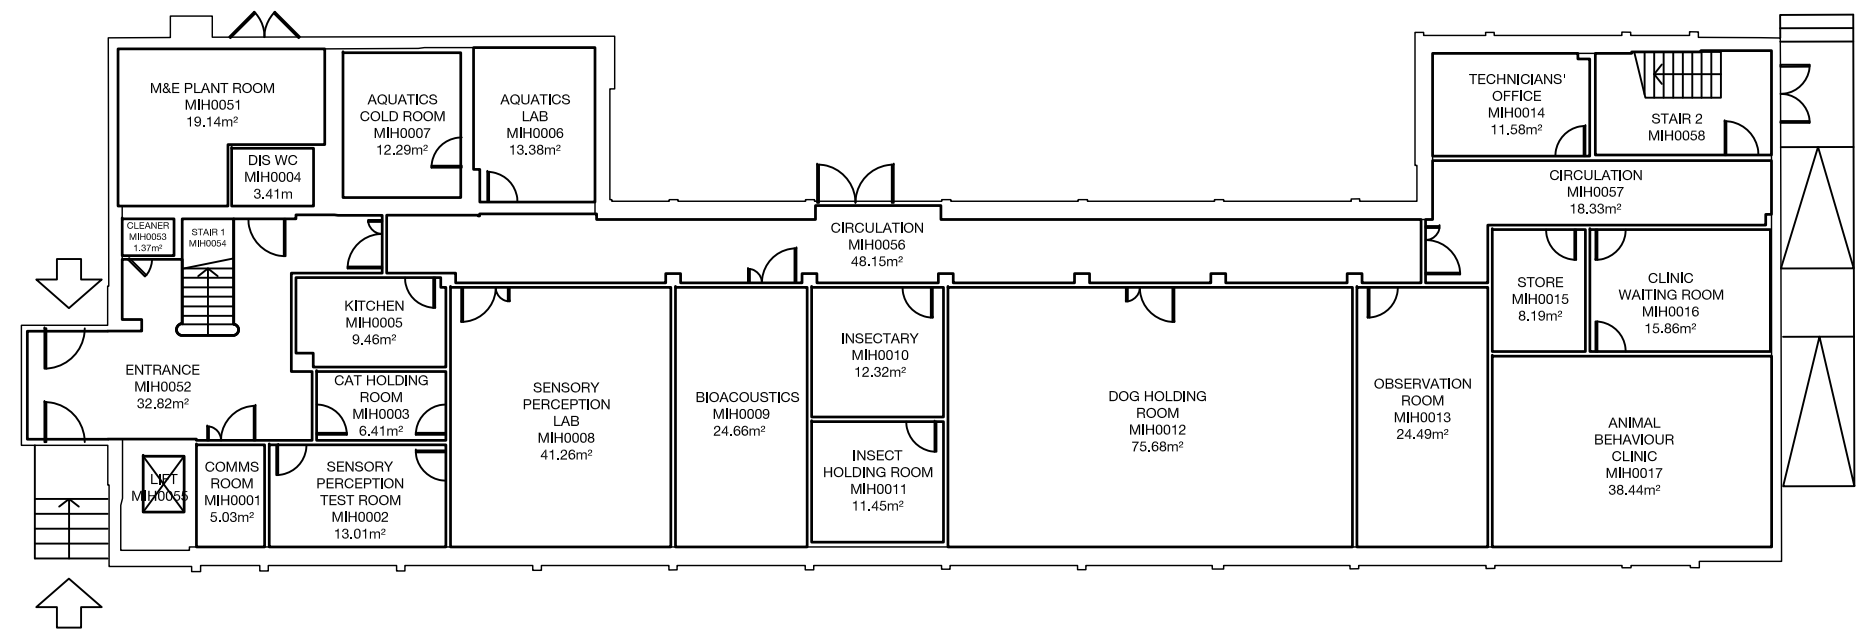 M&E PLANT ROOM
MIH0051
19.14m²
DIS WC
MIH0004
3.41m
AQUATICS
COLD ROOM
MIH0007
12.29m²
AQUATICS
LAB
MIH0006
13.38m²
TECHNICIANS'
OFFICE
MIH0014
11.58m²
STAIR 2
MIH0058
CIRCULATION
MIH0057
18.33m²
CLEANER
MIH0053
1.37m²
STAIR 1
MIH0054
CIRCULATION
MIH0056
48.15m²
KITCHEN
MIH0005
9.46m²
STORE
MIH0015
8.19m²
CLINIC
WAITING ROOM
MIH0016
15.86m²
ENTRANCE
MIH0052
32.82m²
CAT HOLDING
ROOM
MIH0003
6.41m²
SENSORY
PERCEPTION
LAB
MIH0008
41.26m²
BIOACOUSTICS
MIH0009
24.66m²
INSECTARY
MIH0010
12.32m²
DOG HOLDING
ROOM
MIH0012
75.68m²
OBSERVATION
ROOM
MIH0013
24.49m²
ANIMAL
BEHAVIOUR
CLINIC
MIH0017
38.44m²
LIFT
MIH0055
COMMS
ROOM
MIH0001
5.03m²
SENSORY
PERCEPTION
TEST ROOM
MIH0002
13.01m²
INSECT
HOLDING ROOM
MIH0011
11.45m²